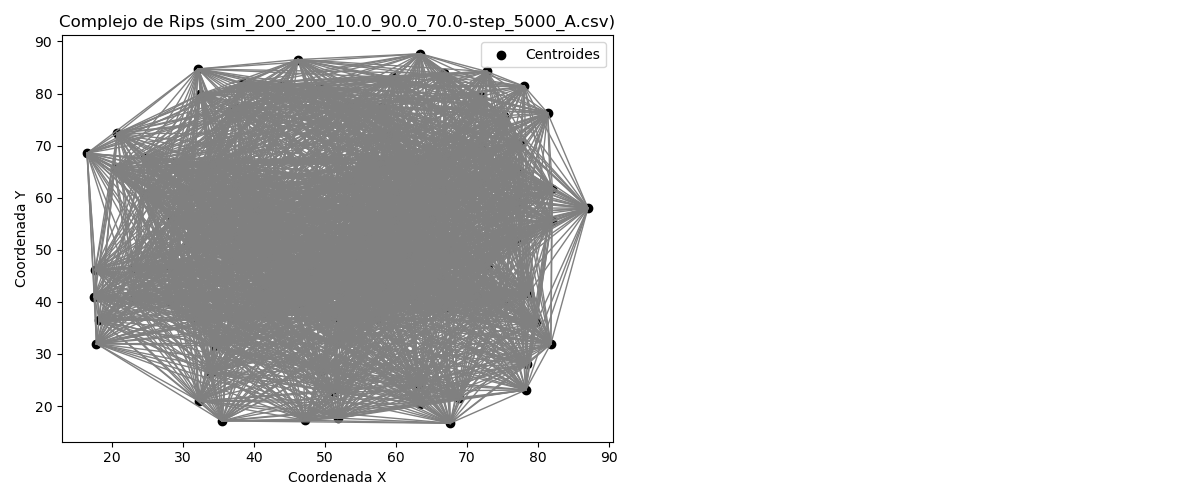 Complejo de Rips (sim_200_200_10.0_90.0_70.0-step_5000_A.csv)
Centroides
90
80
70
60
50
40
30
20
Coordenada Y
20 30 40 50 60 70 80 90
Coordenada X